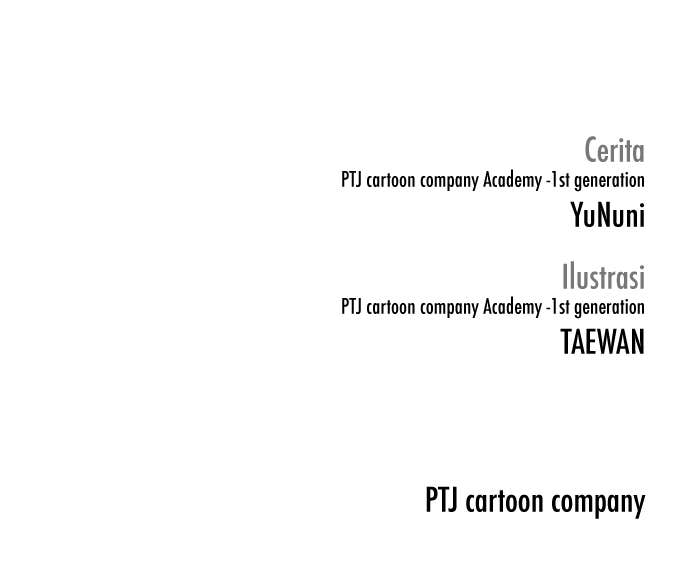 Cerita
PTJ cartoon company Academy -1st generation
YuNuni
Ilustrasi
PTJ cartoon company Academy -1st generation
TAEWAN
PTJ cartoon company